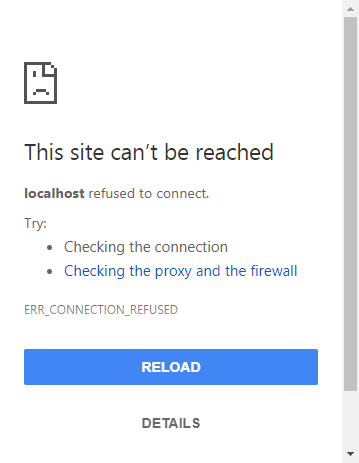 This site can’t be reached
localhost refused to connect.
Try:
Checking the connection
Checking the proxy and the firewall
ERR_CONNECTION_REFUSED
RELOAD
DETAILS